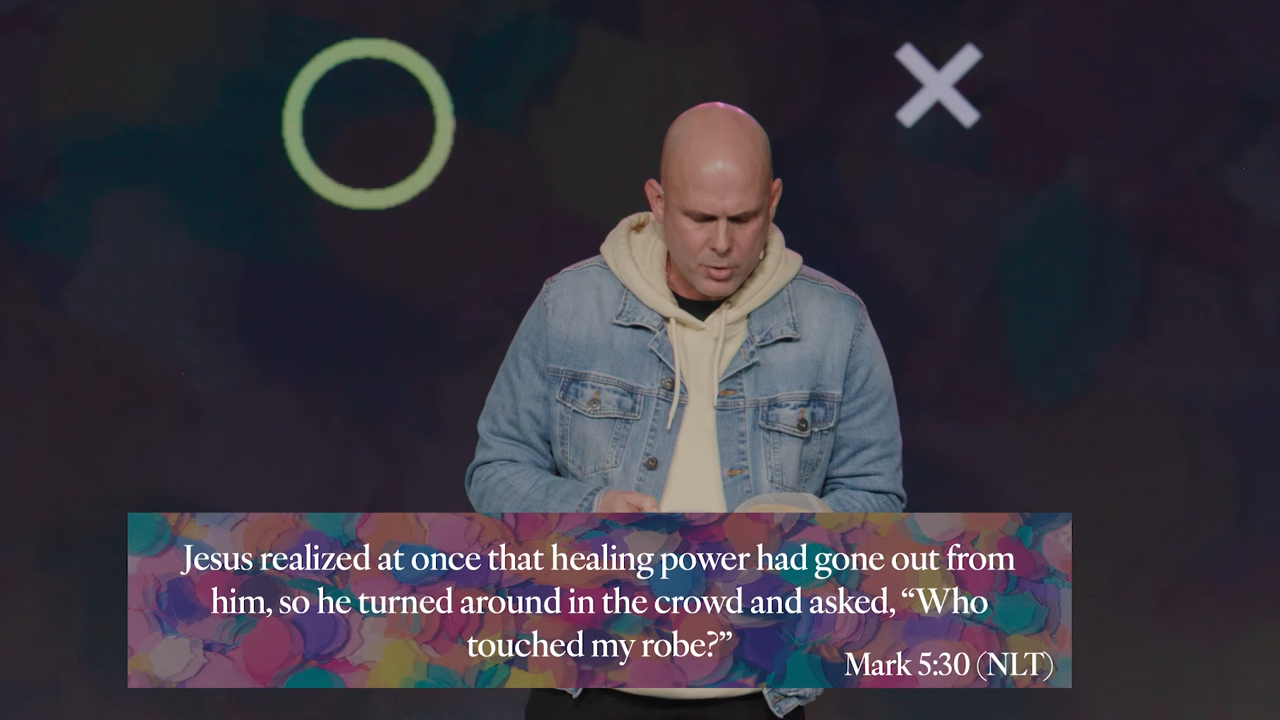 Jesus realized at once that healing power had gone out from
him, so he turned around in the crowd and asked, “Who
touched my robe?”
Mark 5:30 (NLT)